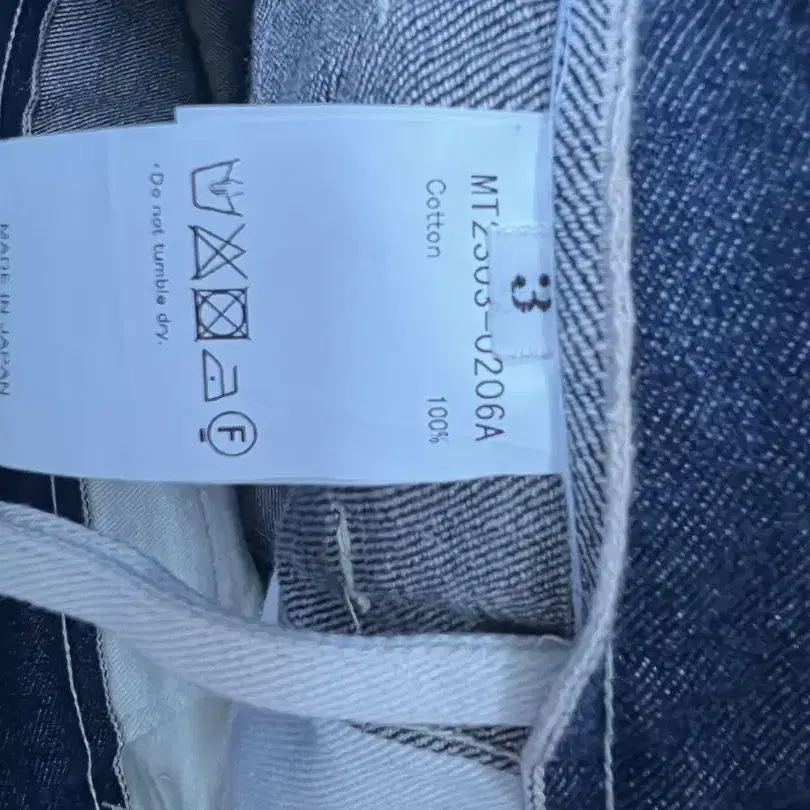 3
MT2303-0206A
Cotton 100%
F
*Do not tumble dry.
MADE IN JAPAN